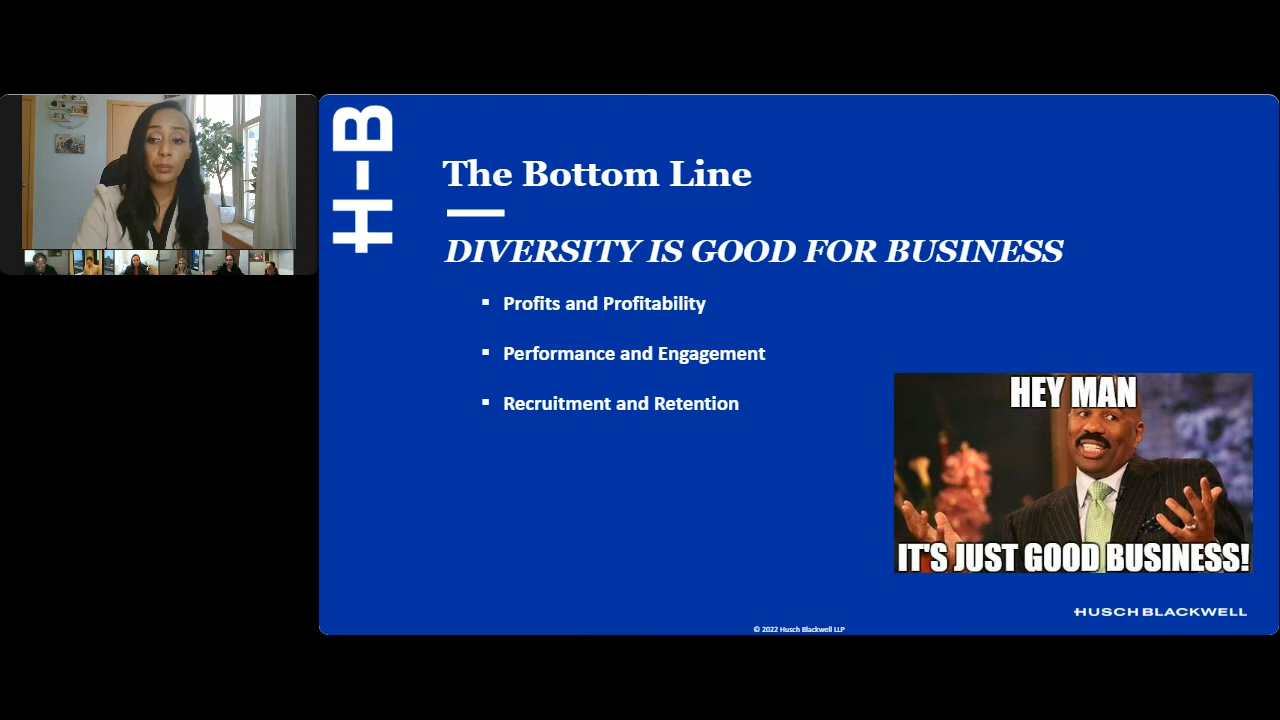 H-B
The Bottom Line
DIVERSITY IS GOOD FOR BUSINESS
▪ Profits and Profitability
▪ Performance and Engagement
▪ Recruitment and Retention
HEY MAN
IT'S JUST GOOD BUSINESS!
HUSCH BLACKWELL
© 2022 Husch Blackwell LLP